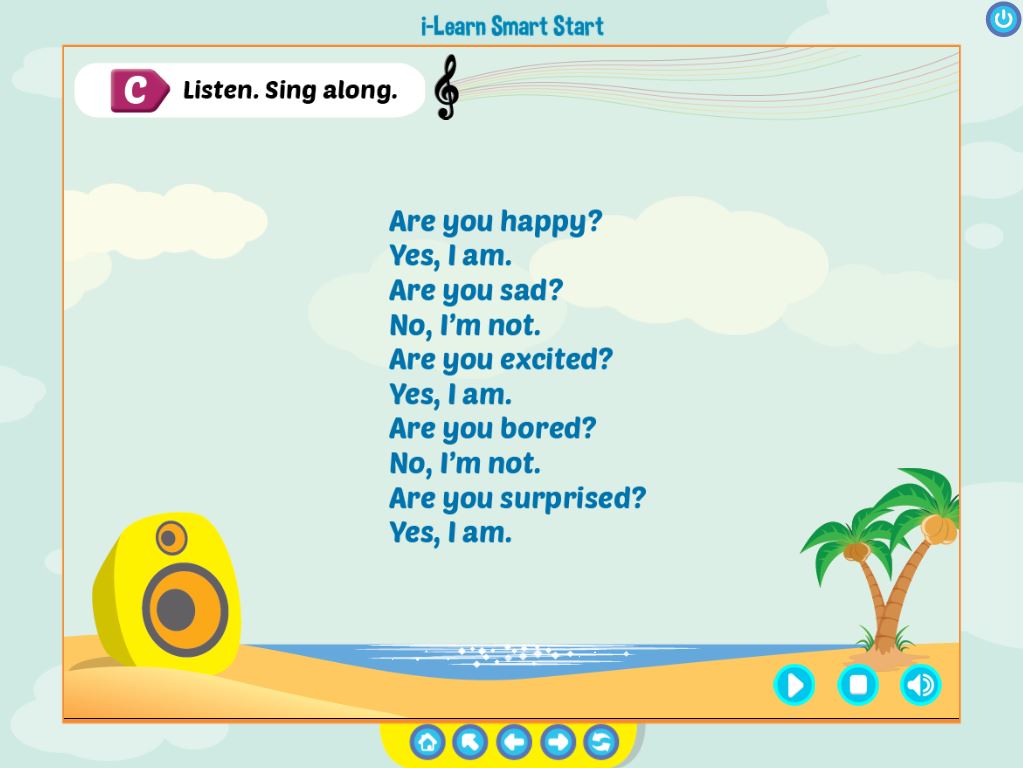 i-Learn Smart Start
C Listen. Sing along.
Are you happy?
Yes, I am.
Are you sad?
No, I'm not.
Are you excited?
Yes, I am.
Are you bored?
No, I'm not.
Are you surprised?
Yes, I am.